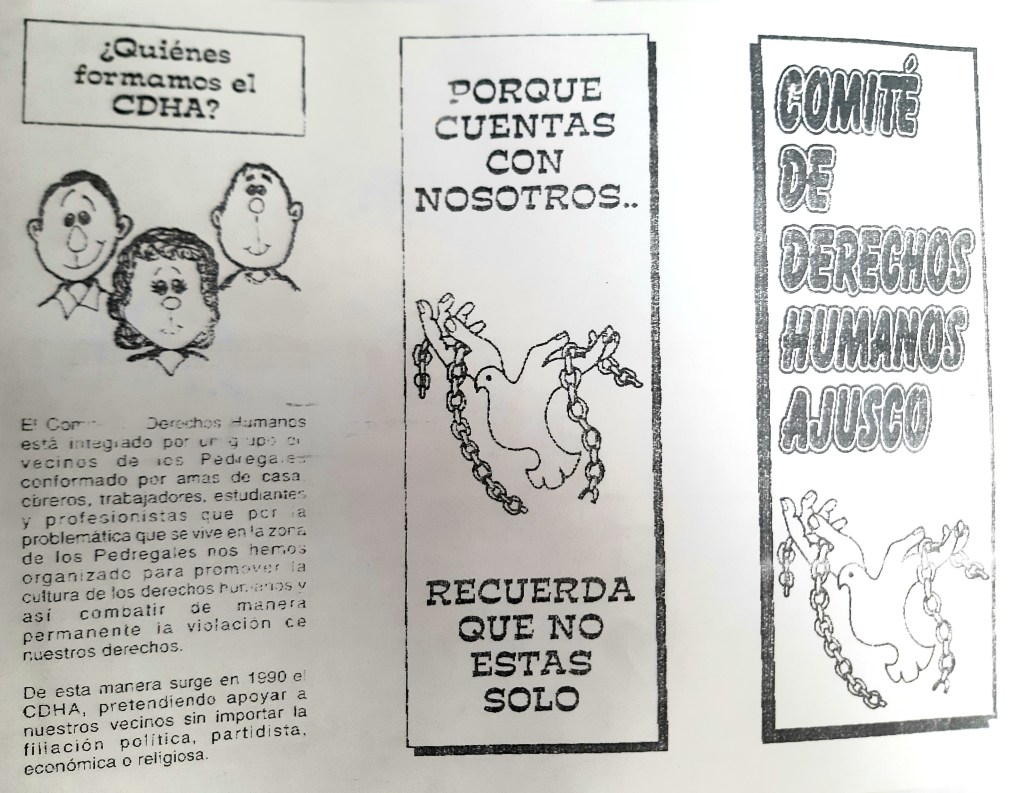 ¿Quiénes
formamos el
CDHA?
El Derechos Humanos
está integrado por un grupo de
vecinos de los Pedregales
conformado por amas de casa,
obreros, trabajadores, estudiantes
y profesionistas que por la
problemática que se vive en la zona
de los Pedregales nos hemos
organizado para promover la
cultura de los derechos humanos y
así combatir de manera
permanente la violación de
nuestros derechos.
De esta manera surge en 1990 el
CDHA, pretendiendo apoyar a
nuestros vecinos sin importar la
filiación política, partidista,
económica o religiosa.
PORQUE
CUENTAS
CON
NOSOTROS..
RECUERDA
QUE NO
ESTAS
SOLO
COMITÉ
DE
DERECHOS
HUMANOS
AJUSCO